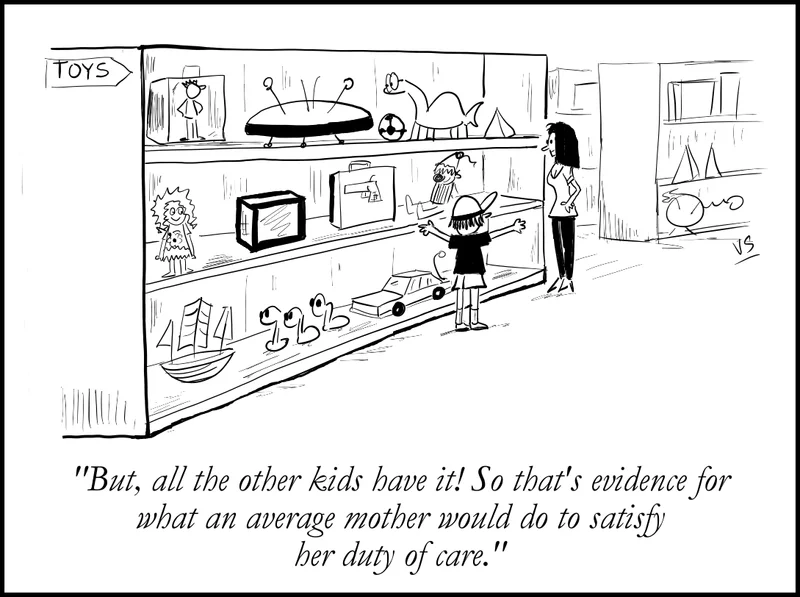 TOYS
VS
"But, all the other kids have it! So that's evidence for
what an average mother would do to satisfy
her duty of care."